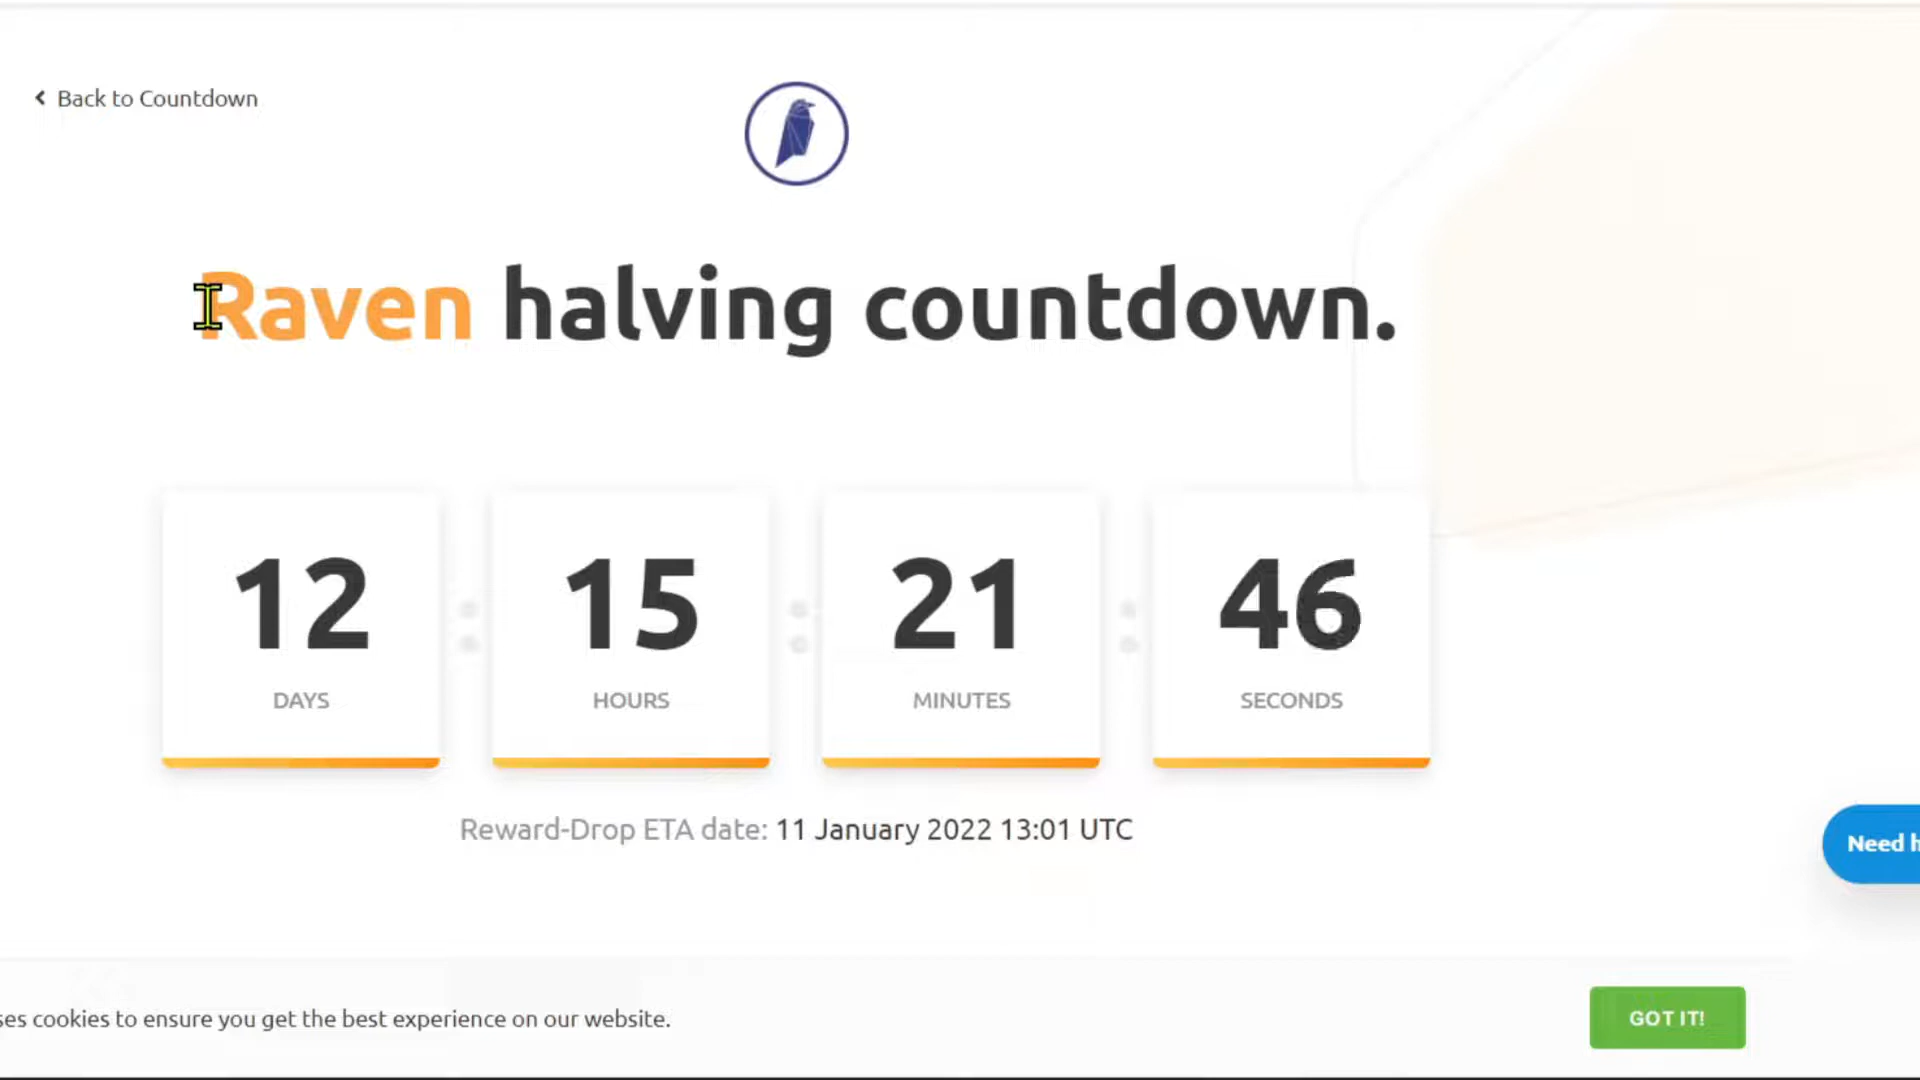 Back to Countdown
Raven halving countdown.
12 15 21 46
DAYS HOURS MINUTES SECONDS
Reward-Drop ETA date: 11 January 2022 13:01 UTC
Need
cookies to ensure you get the best experience on our website.
GOT IT!